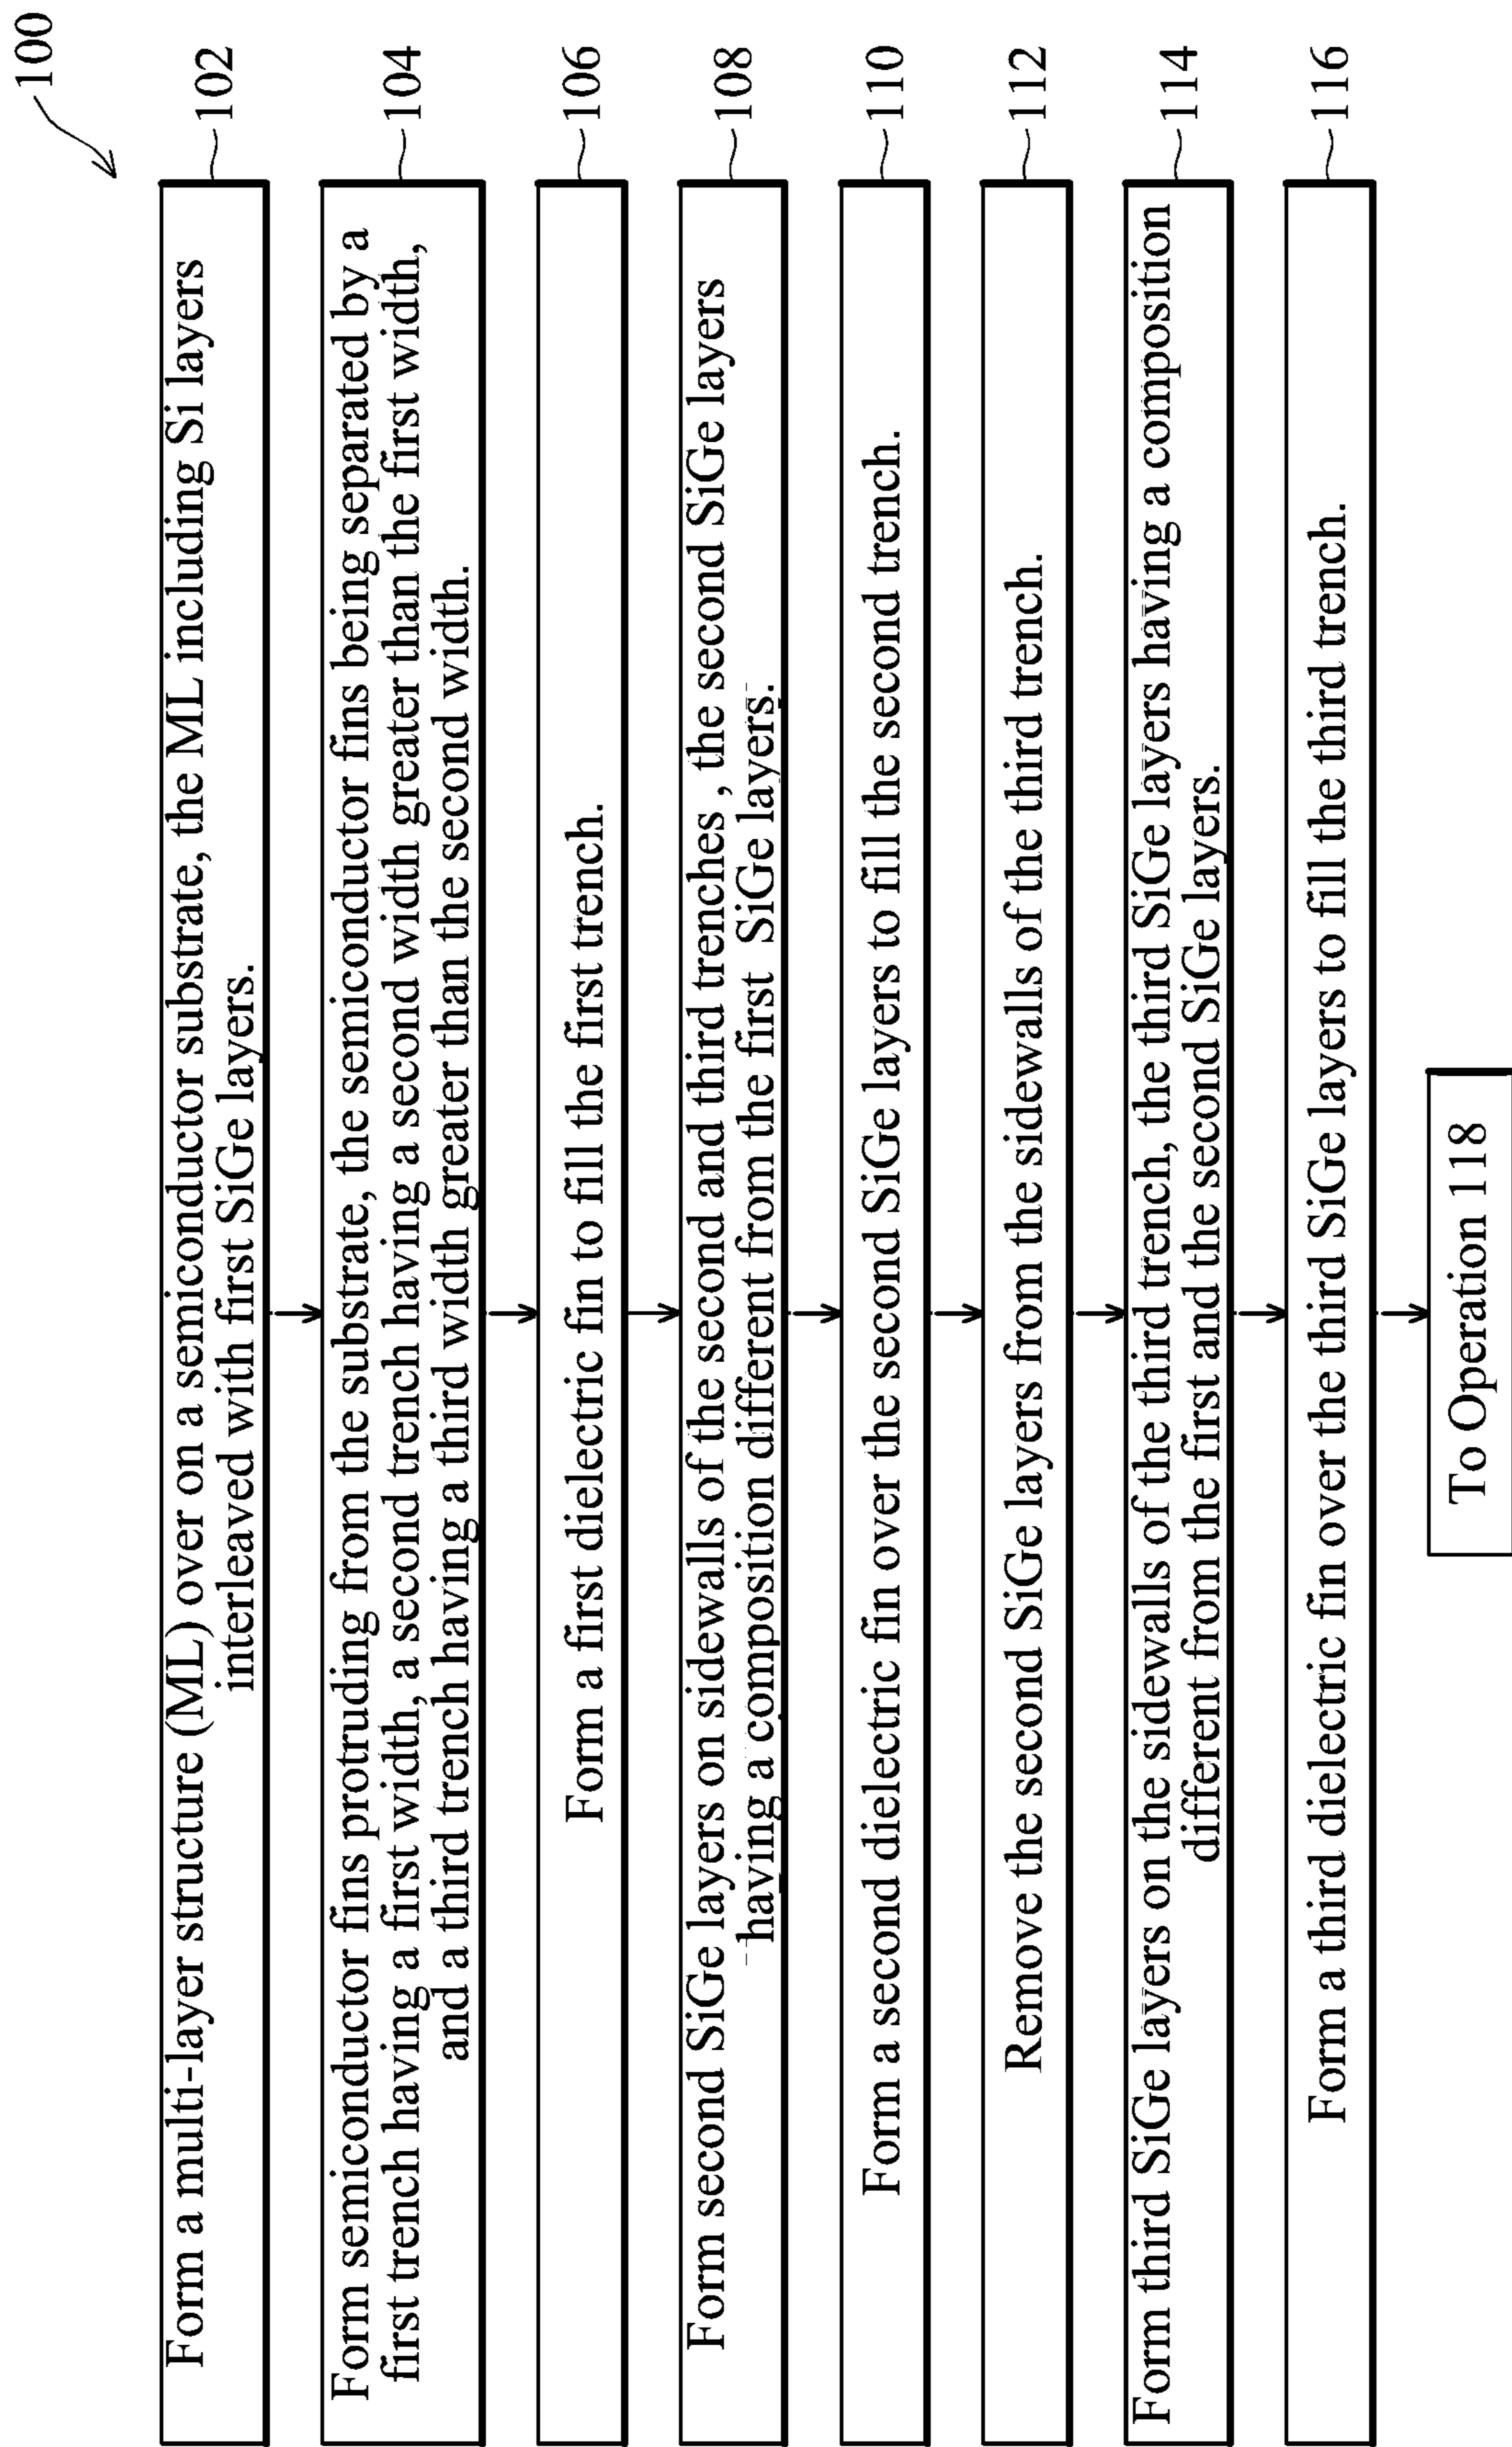 100
Form a multi-layer structure (ML) over on a semiconductor substrate, the ML including Si layers
interleaved with first SiGe layers.
102
Form semiconductor fins protruding from the substrate, the semiconductor fins being separated by a
first trench having a first width, a second trench having a second width greater than the first width,
and a third trench having a third width greater than the second width.
104
Form a first dielectric fin to fill the first trench.
106
Form second SiGe layers on sidewalls of the second and third trenches , the second SiGe layers
having a composition different from the first SiGe layers.
108
Form a second dielectric fin over the second SiGe layers to fill the second trench.
110
Remove the second SiGe layers from the sidewalls of the third trench.
112
Form third SiGe layers on the sidewalls of the third trench, the third SiGe layers having a composition
different from the first and the second SiGe layers.
114
Form a third dielectric fin over the third SiGe layers to fill the third trench.
116
To Operation 118